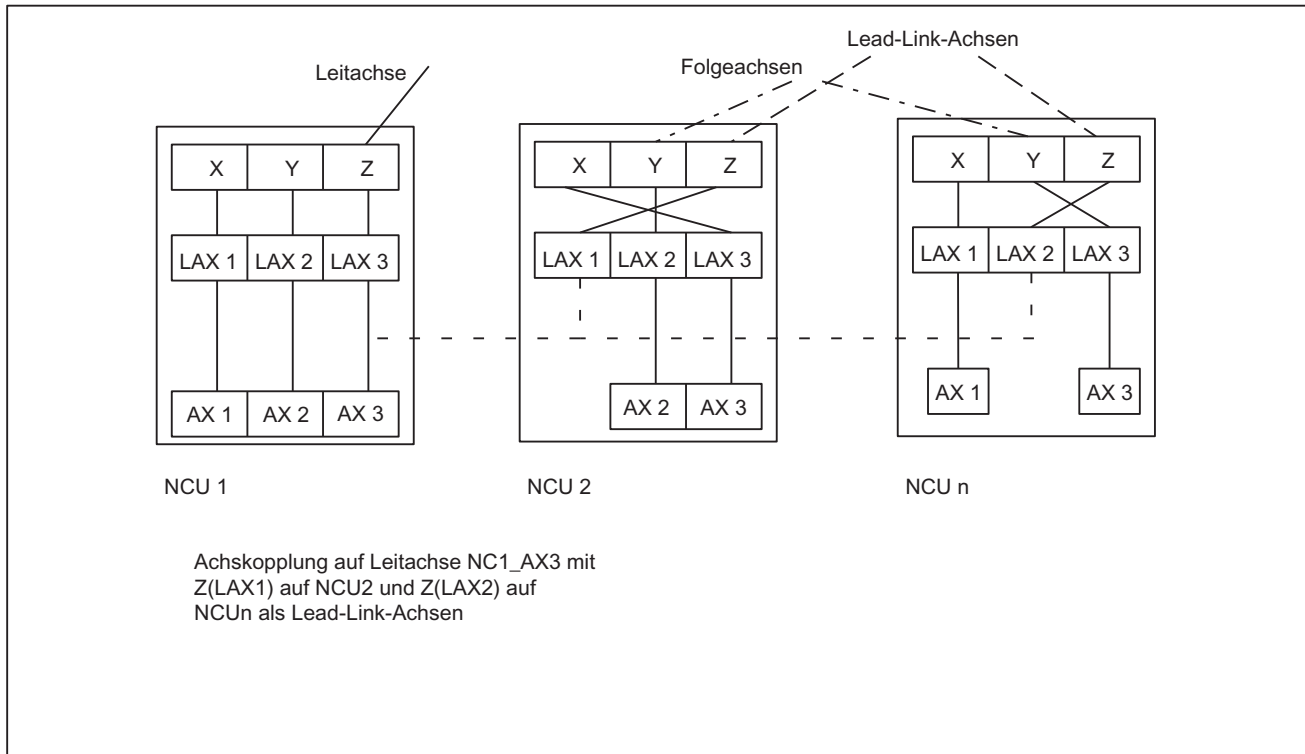 Lead-Link-Achsen
Leitachse
Folgeachsen
X Y Z
LAX 1 LAX 2 LAX 3
AX 1 AX 2 AX 3
NCU 1
X Y Z
LAX 1 LAX 2 LAX 3
AX 2 AX 3
NCU 2
X Y Z
LAX 1 LAX 2 LAX 3
AX 1 AX 3
NCU n
Achskopplung auf Leitachse NC1_AX3 mit
Z(LAX1) auf NCU2 und Z(LAX2) auf
NCUn als Lead-Link-Achsen